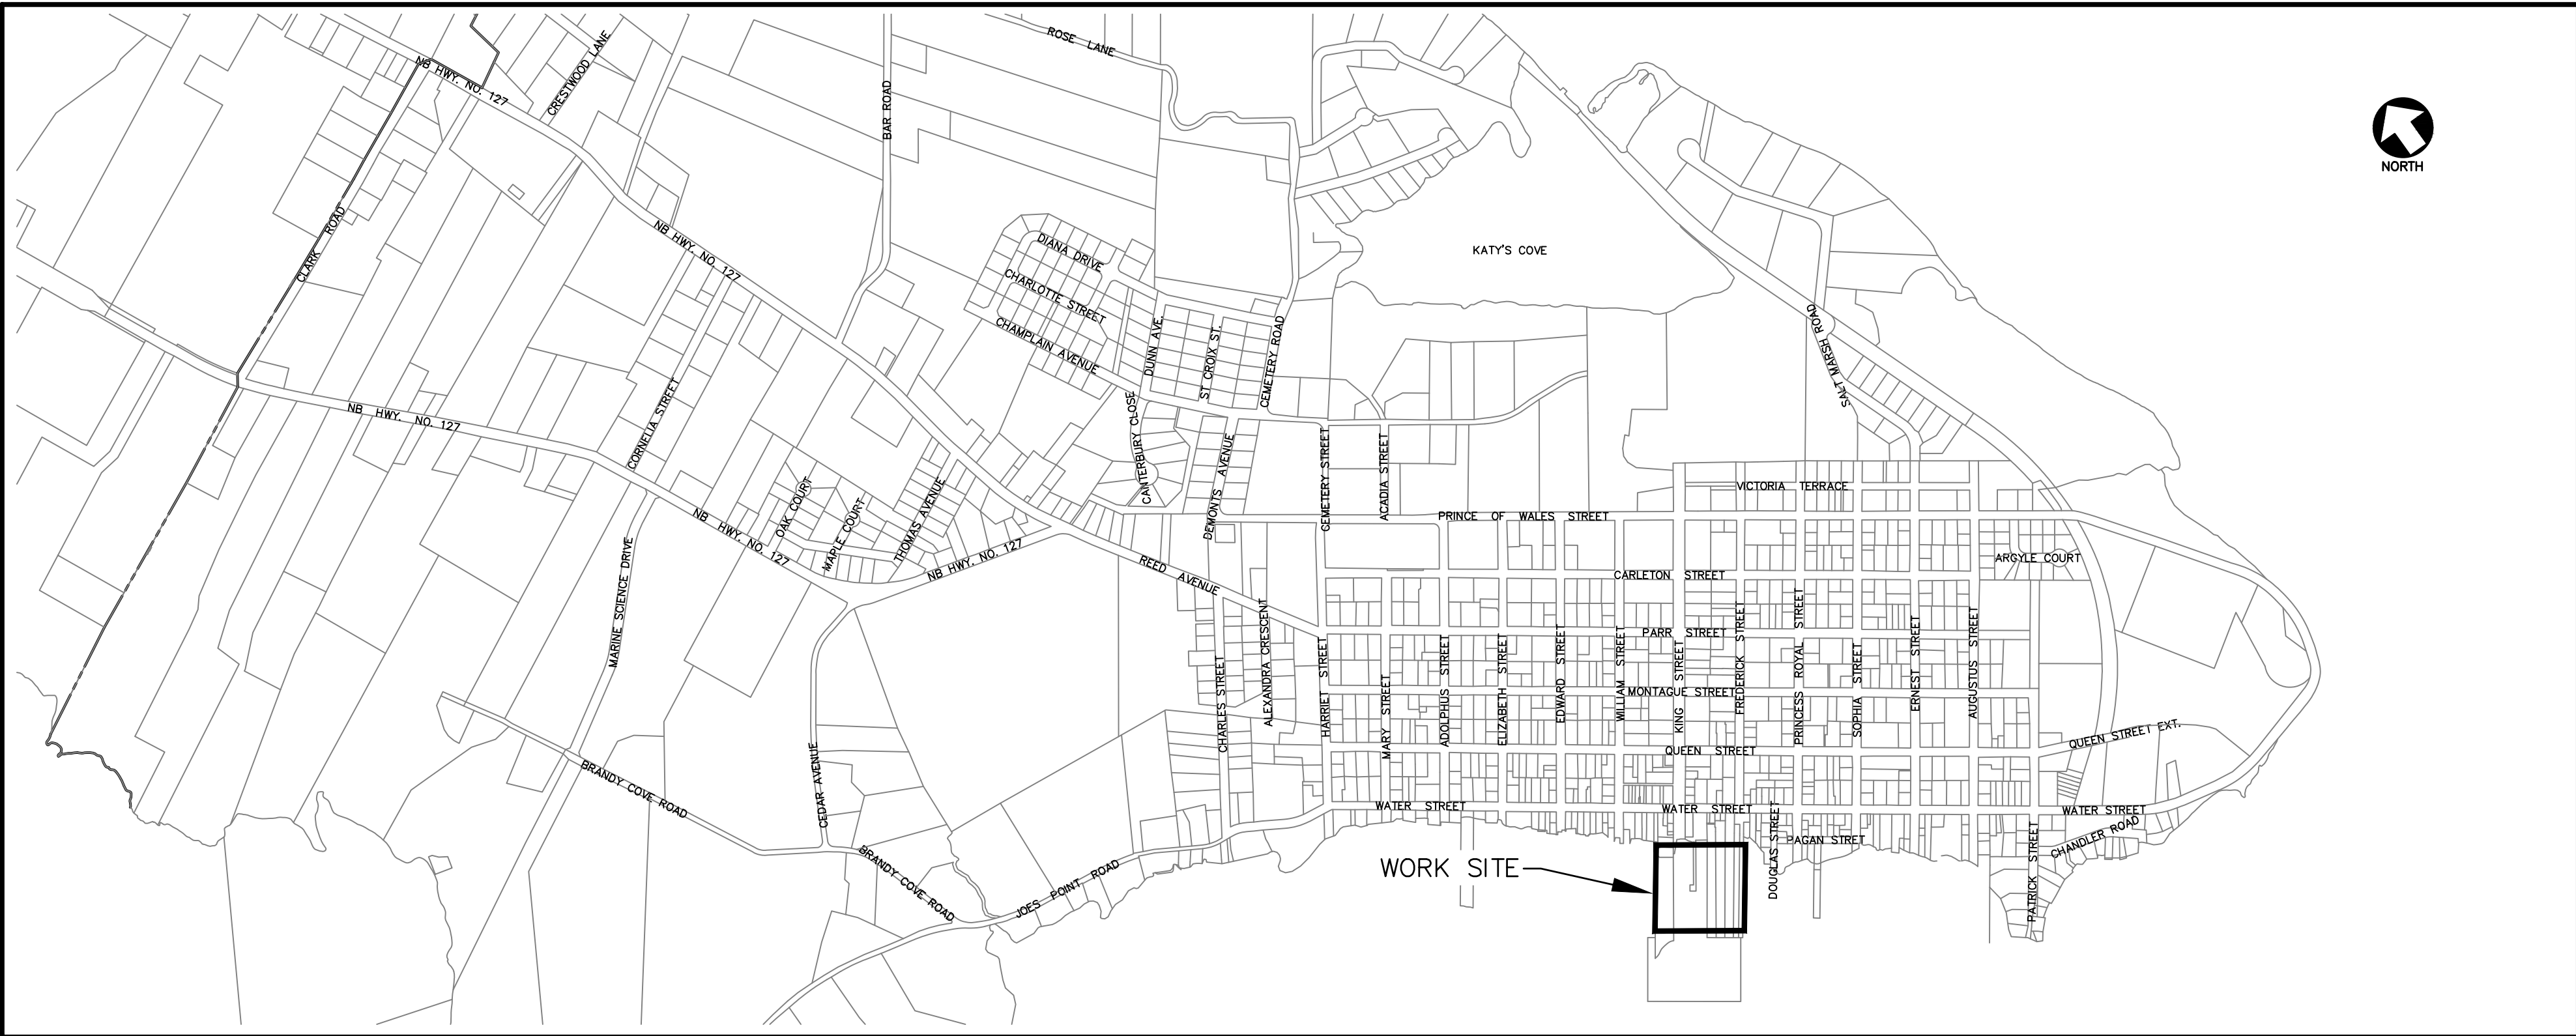 ROSE LANE
NB HWY. NO. 127
CRESTWOOD LANE
BAR ROAD
NORTH
CLARK ROAD
NB HWY. NO. 127
DIANA DRIVE
CHARLOTTE STREET
CHAMPLAIN AVENUE
KATY'S COVE
DUNN AVE.
ST CROIX ST.
CEMETERY ROAD
SALT MARSH ROAD
NB HWY. NO. 127
CORNELIA STREET
CANTERBURY CLOSE
DEMONTS AVENUE
CEMETERY STREET
ACADIA STREET
VICTORIA TERRACE
OAK COURT
MAPLE COURT
THOMAS AVENUE
NB HWY. NO. 127
NB HWY. NO. 127
PRINCE OF WALES STREET
REED AVENUE
ARGYLE COURT
CARLETON STREET
MARINE SCIENCE DRIVE
PARR STREET
MONTAGUE STREET
CHARLES STREET
ALEXANDRA CRESCENT
HARRIET STREET
MARY STREET
ADOLPHUS STREET
ELIZABETH STREET
EDWARD STREET
WILLIAM STREET
KING STREET
FREDERICK STREET
PRINCESS ROYAL STREET
SOPHIA STREET
ERNEST STREET
AUGUSTUS STREET
QUEEN STREET
QUEEN STREET EXT.
BRANDY COVE ROAD
CEDAR AVENUE
WATER STREET
WATER STREET
WATER STREET
DOUGLAS STREET
PAGAN STRET
PATRICK STREET
CHANDLER ROAD
BRANDY COVE ROAD
JOES POINT ROAD
WORK SITE